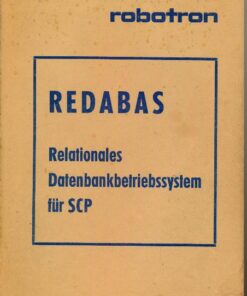 robotron
REDABAS
Relationales
Datenbankbetriebssystem
für SCP